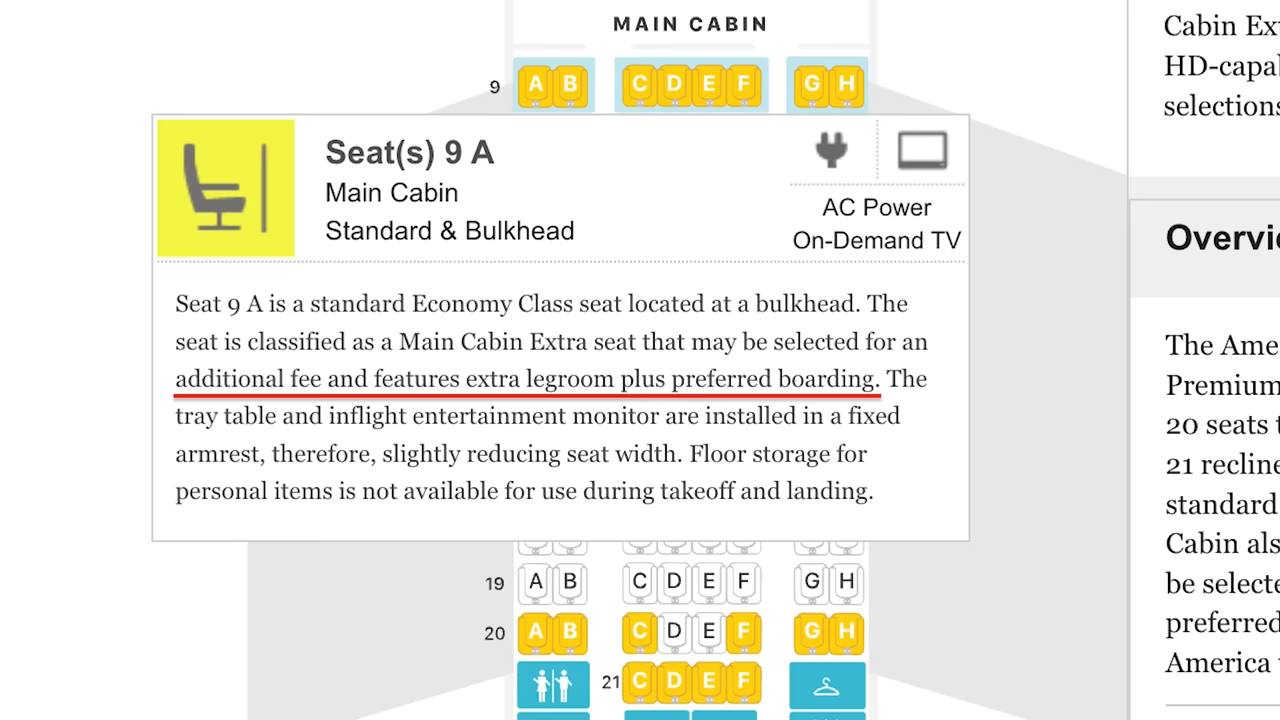 MAIN CABIN
9 A B C D E F G H
Seat(s) 9 A
Main Cabin
Standard & Bulkhead
AC Power
On-Demand TV
Seat 9 A is a standard Economy Class seat located at a bulkhead. The
seat is classified as a Main Cabin Extra seat that may be selected for an
additional fee and features extra legroom plus preferred boarding. The
tray table and inflight entertainment monitor are installed in a fixed
armrest, therefore, slightly reducing seat width. Floor storage for
personal items is not available for use during takeoff and landing.
19 A B C D E F G H
20 A B C D E F G H
21 C D E F
Cabin Ex
HD-capa
selections
Overvi
The Ame
Premium
20 seats
21 recline
standard
Cabin als
be selecte
preferred
America